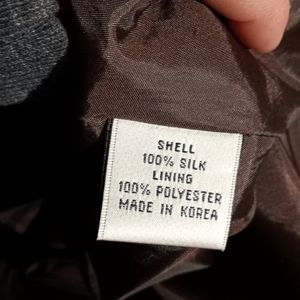 SHELL
100% SILK
LINING
100% POLYESTER
MADE IN KOREA